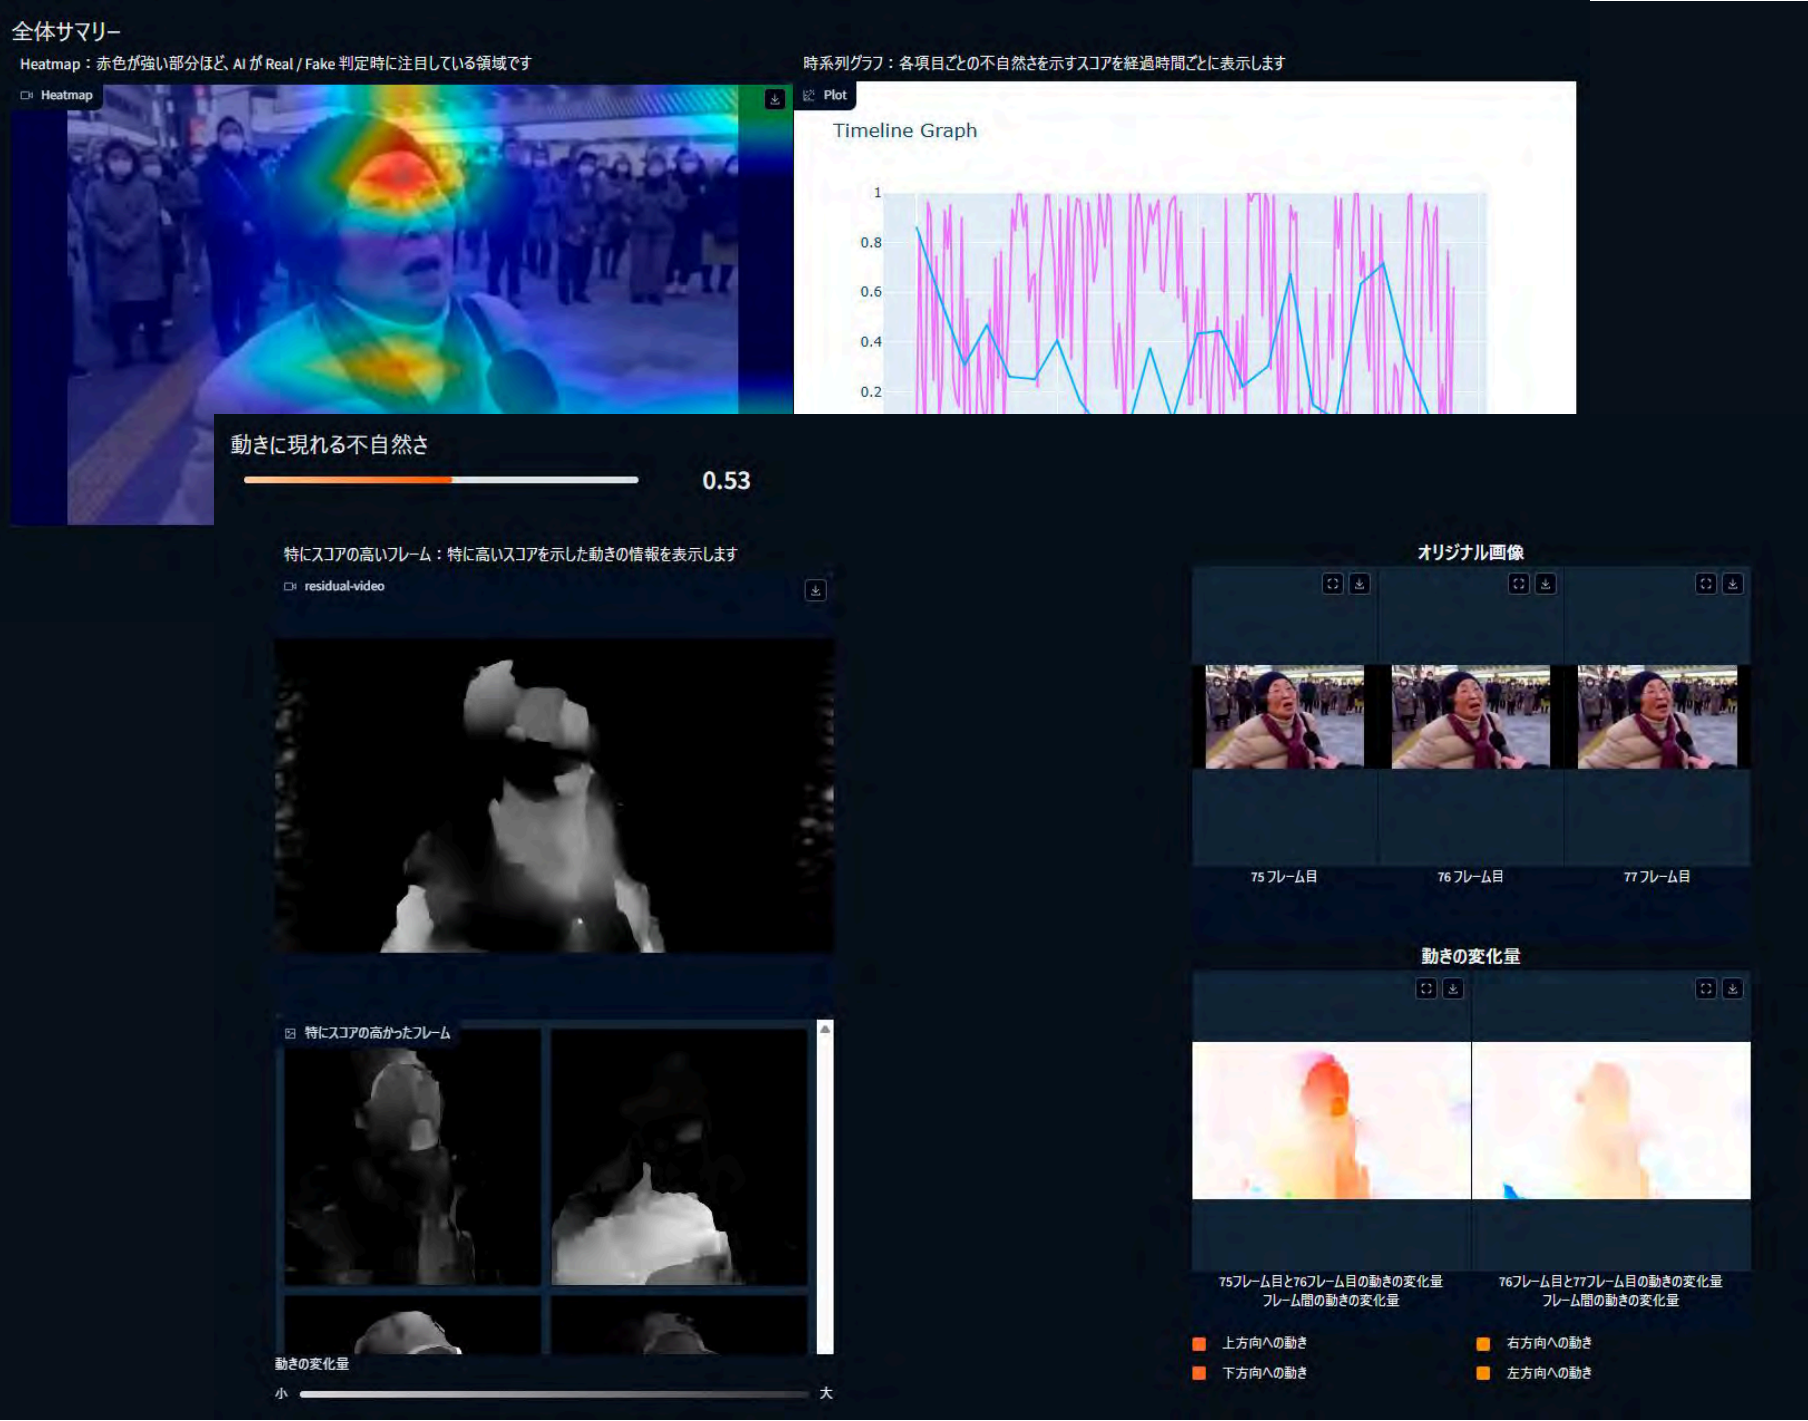 全体サマリー
Heatmap：赤色が強い部分ほど、AI が Real / Fake 判定時に注目している領域です
時系列グラフ：各項目ごとの不自然さを示すスコアを経過時間ごとに表示します
Heatmap
Plot
Timeline Graph
1
0.8
0.6
0.4
0.2
動きに現れる不自然さ
0.53
特にスコアの高いフレーム：特に高いスコアを示した動きの情報を表示します
residual-video
特にスコアの高かったフレーム
動きの変化量
小
大
オリジナル画像
75 フレーム目
76 フレーム目
77 フレーム目
動きの変化量
75フレーム目と76フレーム目の動きの変化量
フレーム間の動きの変化量
76フレーム目と77フレーム目の動きの変化量
フレーム間の動きの変化量
上方向への動き
右方向への動き
下方向への動き
左方向への動き